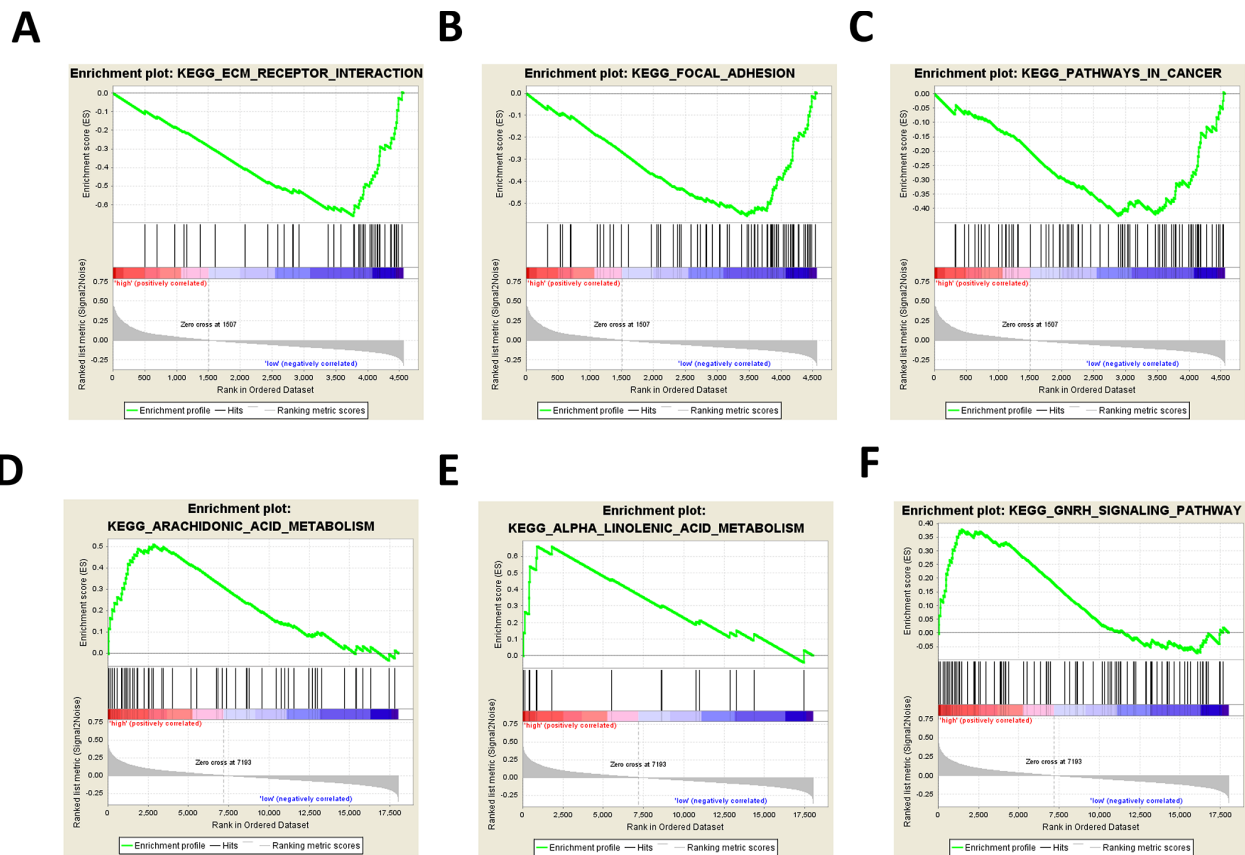 A
Enrichment plot: KEGG_ECM_RECEPTOR_INTERACTION
Enrichment score (ES)
0.0
-0.1
-0.2
-0.3
-0.4
-0.5
-0.6
Ranked list metric (Signal2Noise)
0.75
0.50
0.25
0.00
-0.25
'high' (positively correlated)
Zero cross at 1507
'low' (negatively correlated)
0 500 1,000 1,500 2,000 2,500 3,000 3,500 4,000 4,500
Rank in Ordered Dataset
Enrichment profile Hits Ranking metric scores
B
Enrichment plot: KEGG_FOCAL_ADHESION
Enrichment score (ES)
0.0
-0.1
-0.2
-0.3
-0.4
-0.5
Ranked list metric (Signal2Noise)
0.75
0.50
0.25
0.00
-0.25
'high' (positively correlated)
Zero cross at 1507
'low' (negatively correlated)
0 500 1,000 1,500 2,000 2,500 3,000 3,500 4,000 4,500
Rank in Ordered Dataset
Enrichment profile Hits Ranking metric scores
C
Enrichment plot: KEGG_PATHWAYS_IN_CANCER
Enrichment score (ES)
0.00
-0.05
-0.10
-0.15
-0.20
-0.25
-0.30
-0.35
-0.40
Ranked list metric (Signal2Noise)
0.75
0.50
0.25
0.00
-0.25
'high' (positively correlated)
Zero cross at 1507
'low' (negatively correlated)
0 500 1,000 1,500 2,000 2,500 3,000 3,500 4,000 4,500
Rank in Ordered Dataset
Enrichment profile Hits Ranking metric scores
D
Enrichment plot:
KEGG_ARACHIDONIC_ACID_METABOLISM
Enrichment score (ES)
0.5
0.4
0.3
0.2
0.1
0.0
Ranked list metric (Signal2Noise)
0.75
0.50
0.25
0.00
-0.25
'high' (positively correlated)
Zero cross at 7193
'low' (negatively correlated)
0 2,500 5,000 7,500 10,000 12,500 15,000 17,500
Rank in Ordered Dataset
Enrichment profile Hits Ranking metric scores
E
Enrichment plot:
KEGG_ALPHA_LINOLENIC_ACID_METABOLISM
Enrichment score (ES)
0.6
0.5
0.4
0.3
0.2
0.1
0.0
Ranked list metric (Signal2Noise)
0.75
0.50
0.25
0.00
-0.25
'high' (positively correlated)
Zero cross at 7193
'low' (negatively correlated)
0 2,500 5,000 7,500 10,000 12,500 15,000 17,500
Rank in Ordered Dataset
Enrichment profile Hits Ranking metric scores
F
Enrichment plot: KEGG_GNRH_SIGNALING_PATHWAY
Enrichment score (ES)
0.40
0.35
0.30
0.25
0.20
0.15
0.10
0.05
0.00
-0.05
Ranked list metric (Signal2Noise)
0.75
0.50
0.25
0.00
-0.25
'high' (positively correlated)
Zero cross at 7193
'low' (negatively correlated)
0 2,500 5,000 7,500 10,000 12,500 15,000 17,500
Rank in Ordered Dataset
Enrichment profile Hits Ranking metric scores